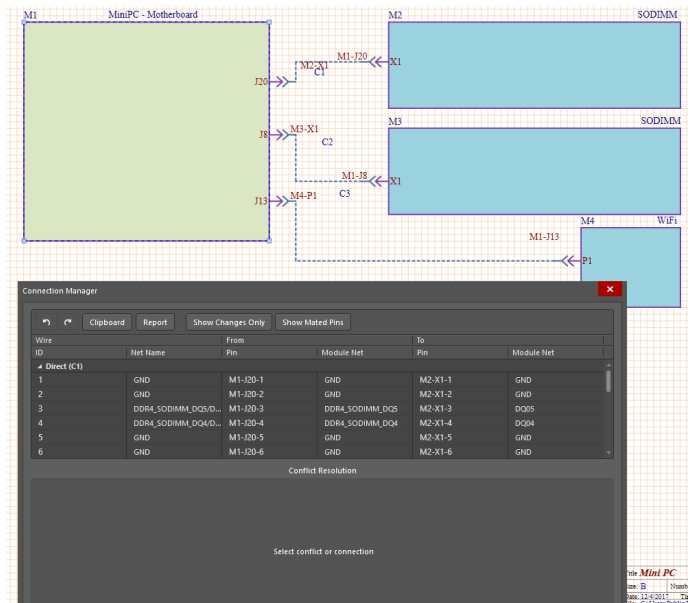 M1 MiniPC - Motherboard M2 SODIMM
M1-J20
M2-X1 X1
C1
J20
M3 SODIMM
J8 M3-X1
C2
M1-J8 X1
M4-P1 C3
J13
M4 WiFi
M1-J13
P1
Connection Manager
Clipboard Report Show Changes Only Show Mated Pins
Wire From To
ID Net Name Pin Module Net Pin Module Net
Direct (C1)
1 GND M1-J20-1 GND M2-X1-1 GND
2 GND M1-J20-2 GND M2-X1-2 GND
3 DDR4_SODIMM_DQ5/D... M1-J20-3 DDR4_SODIMM_DQ5 M2-X1-3 DQ05
4 DDR4_SODIMM_DQ4/D... M1-J20-4 DDR4_SODIMM_DQ4 M2-X1-4 DQ04
5 GND M1-J20-5 GND M2-X1-5 GND
6 GND M1-J20-6 GND M2-X1-6 GND
Conflict Resolution
Select conflict or connection
Mini PC
B
12/4/2017